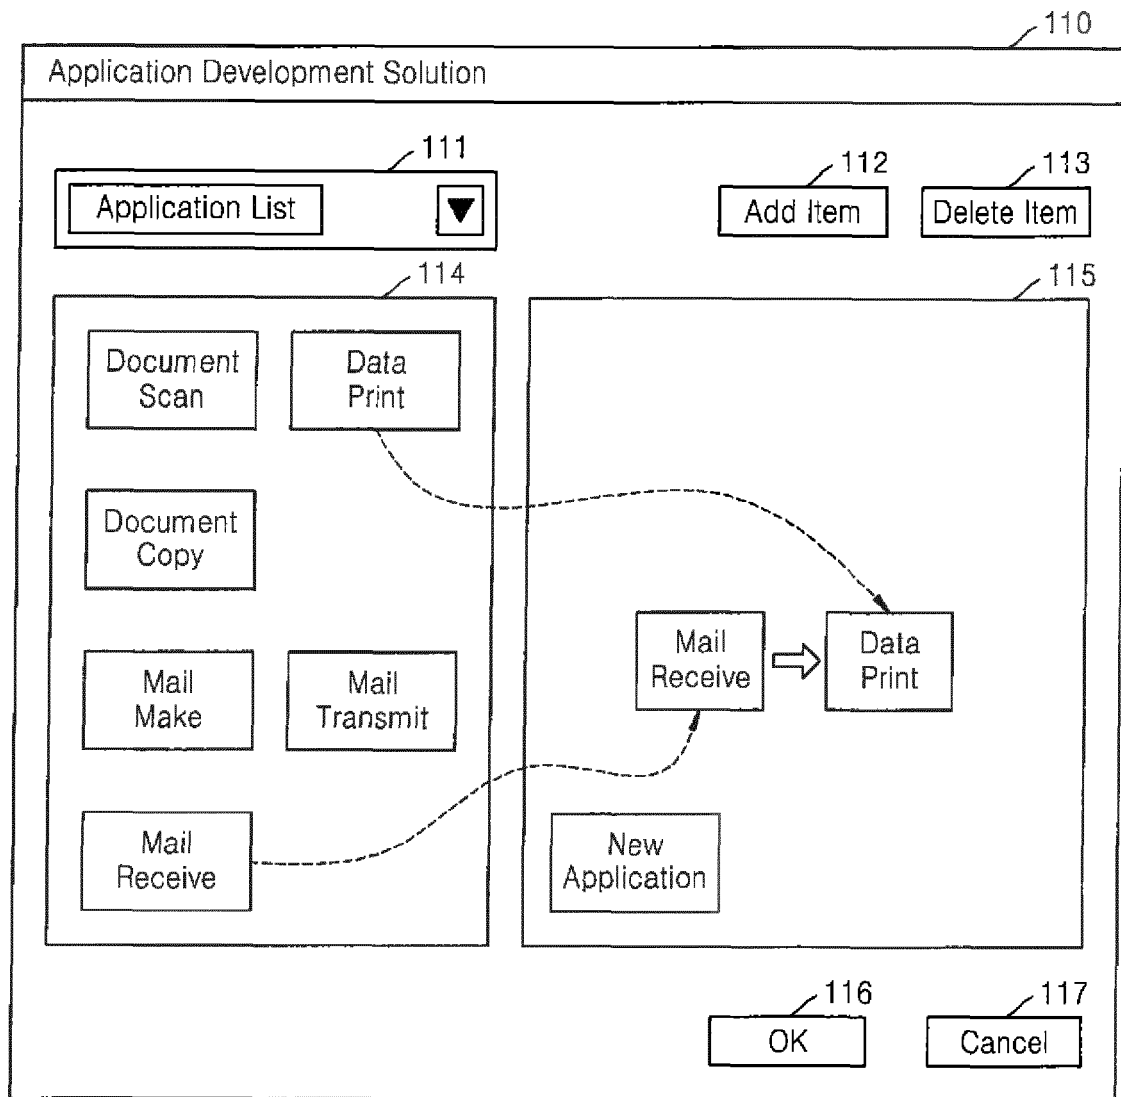 110
Application Development Solution
111
112
113
Application List
Add Item
Delete Item
114
115
Document
Scan
Data
Print
Document
Copy
Mail
Receive
Data
Print
Mail
Make
Mail
Transmit
Mail
Receive
New
Application
116
117
OK
Cancel